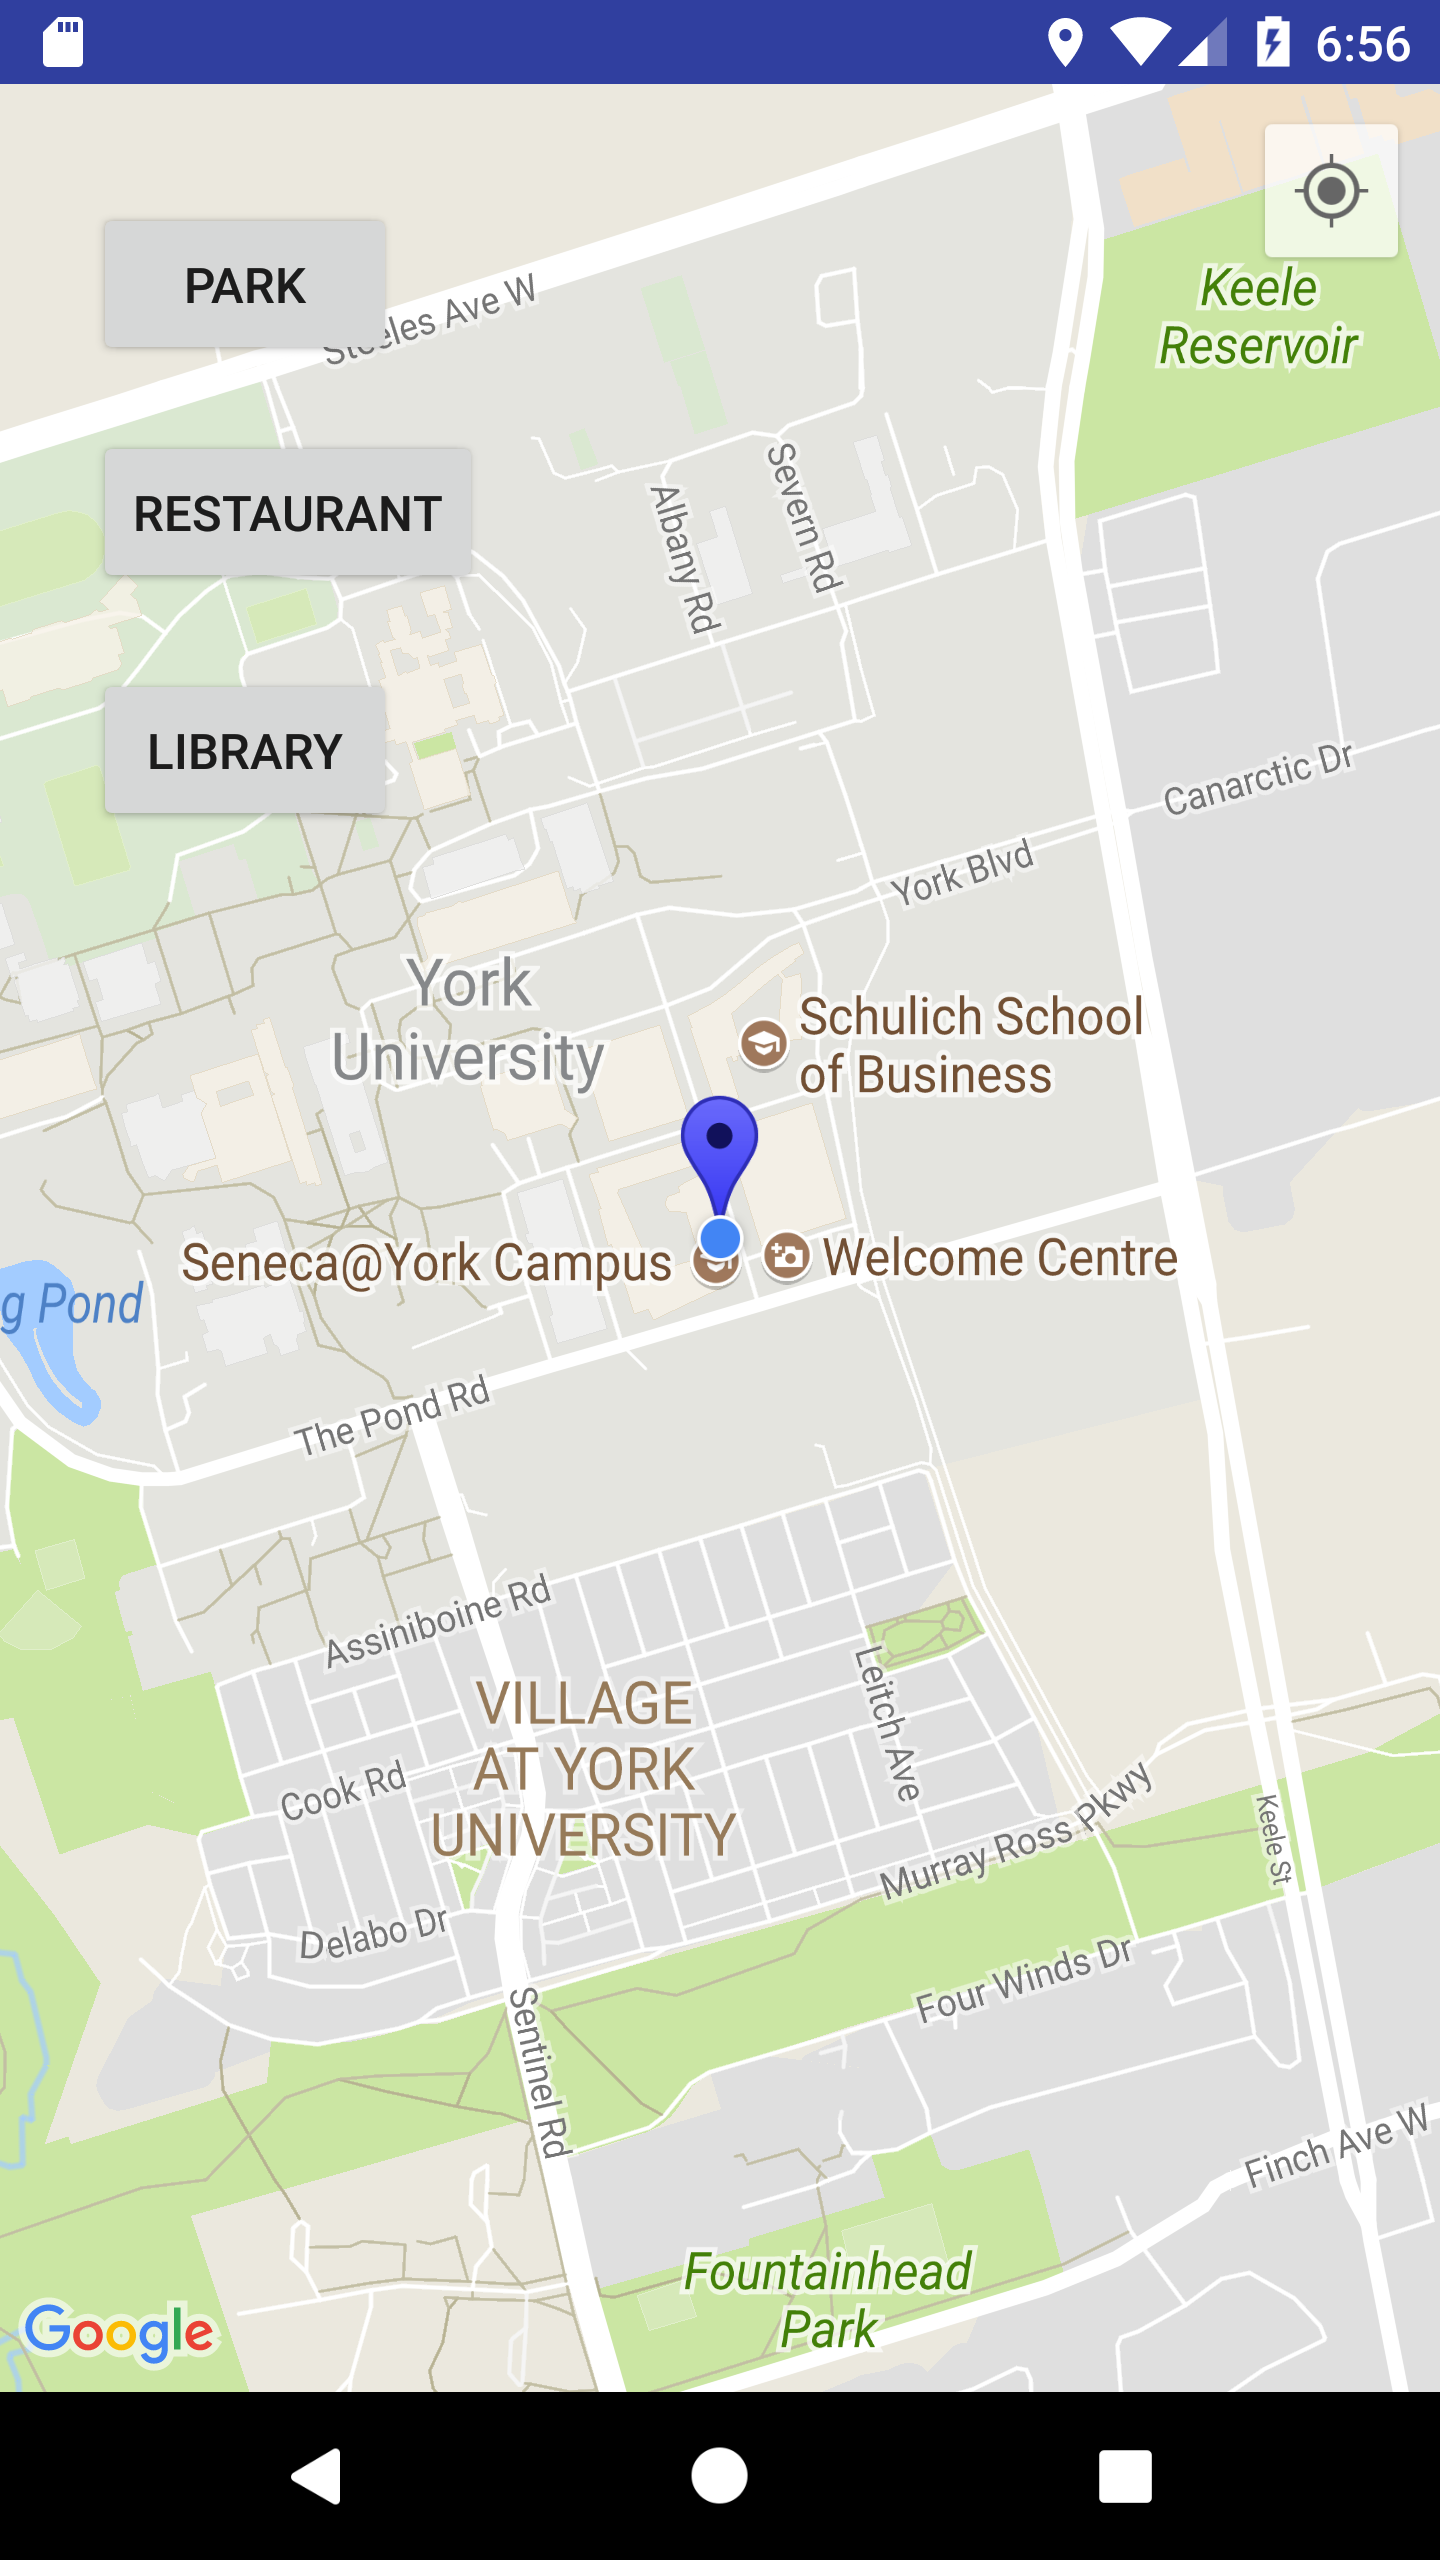 6:56
PARK
Steeles Ave W
Keele
Reservoir
RESTAURANT
Albany Rd
Severn Rd
LIBRARY
Canarctic Dr
York Blvd
York
University
Schulich School
of Business
Seneca@York Campus
Welcome Centre
g Pond
The Pond Rd
Assiniboine Rd
Leitch Ave
VILLAGE
AT YORK
UNIVERSITY
Cook Rd
Murray Ross Pkwy
Keele St
Delabo Dr
Four Winds Dr
Sentinel Rd
Finch Ave W
Fountainhead
Park
Google